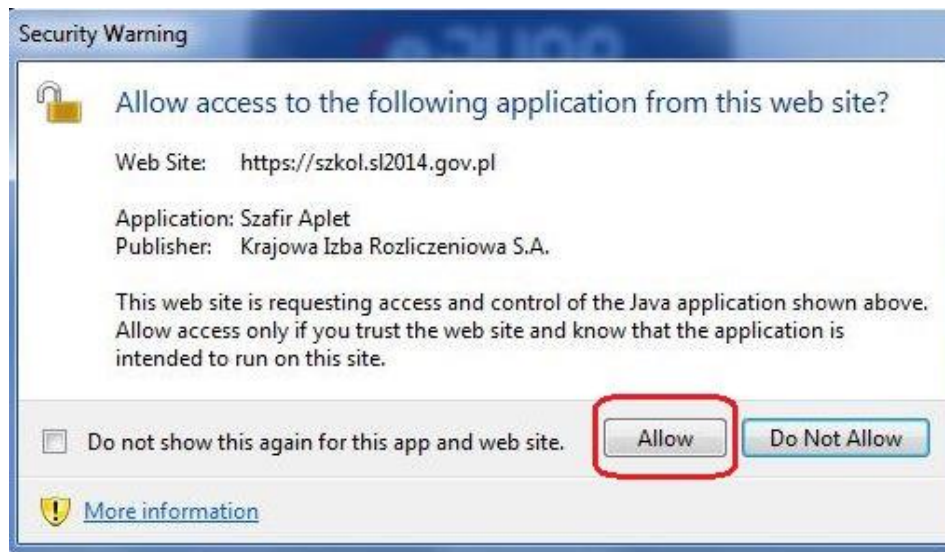 Security Warning
Allow access to the following application from this web site?
Web Site: https://szkol.sl2014.gov.pl
Application: Szafir Aplet
Publisher: Krajowa Izba Rozliczeniowa S.A.
This web site is requesting access and control of the Java application shown above.
Allow access only if you trust the web site and know that the application is
intended to run on this site.
Do not show this again for this app and web site.
Allow
Do Not Allow
More information